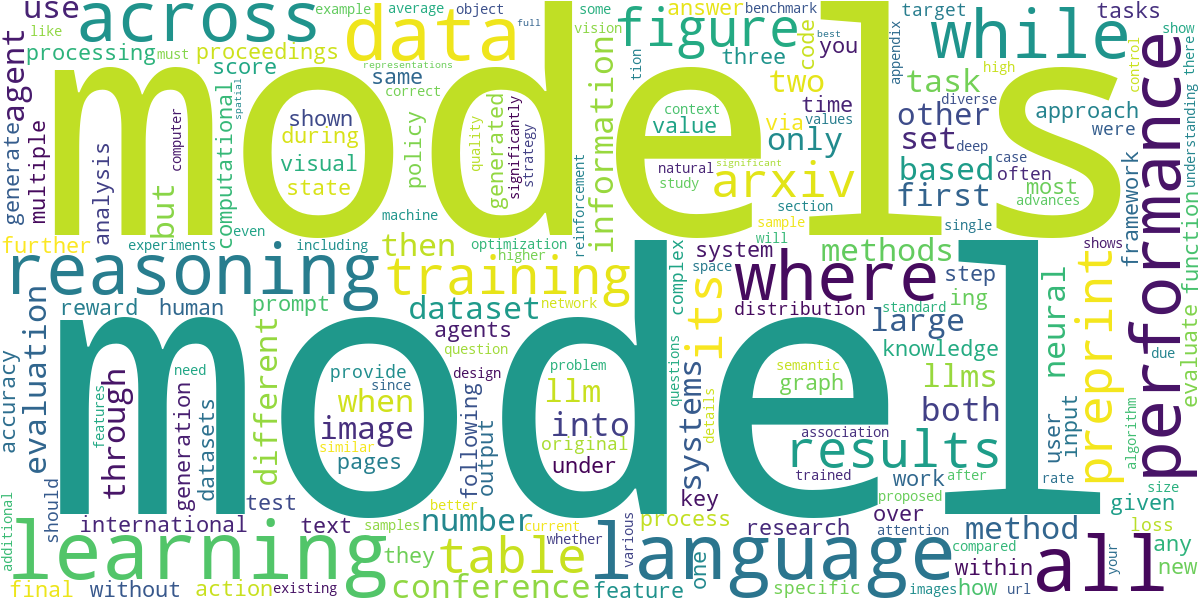 models
model
use
across
data
figure
while
performance
reasoning
training
where
learning
language
all
table
conference
results
preprint
its
arxiv
like
example
average
object
some
full
answer
benchmark
target
tasks
processing
must
proceedings
vision
three
code
you
best
appendix
show
there
agent
score
representations
same
correct
tion
two
task
high
control
generate
multiple
computer
spatial
shown
during
visual
state
policy
generated
quality
significantly
strategy
information
context
value
via
time
values
only
other
diverse
set
deep
approach
were
based
case
often
first
most
advances
understanding
analysis
but
computational
natural
study
significant
section
sample
framework
further
even
machine
experiments
including
then
optimization
higher
reinforcement
will
single
system
methods
shows
complex
space
step
ing
function
evaluate
reward
human
prompt
dataset
network
agents
question
distribution
standard
large
neural
due
evaluation
accuracy
through
need
features
different
provide
since
when
design
problem
llm
questions
semantic
graph
knowledge
llms
both
user
input
algorithm
image
similar
pages
following
output
into
original
under
systems
details
association
trained
work
after
rate
size
should
generation
datasets
test
better
key
proposed
given
additional
international
text
samples
number
current
process
research
over
attention
method
loss
any
final
without
action
existing
they
feature
whether
various
one
specific
images
compared
within
how
url
your
new